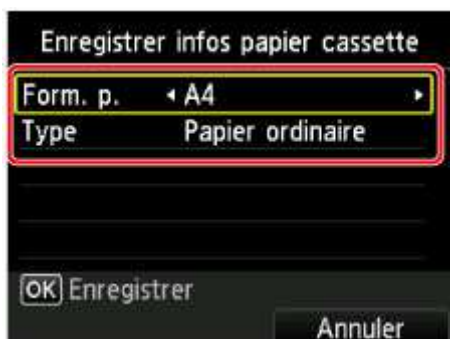 Enregistrer infos papier cassette
Form. p. A4
Type Papier ordinaire
OK Enregistrer
Annuler